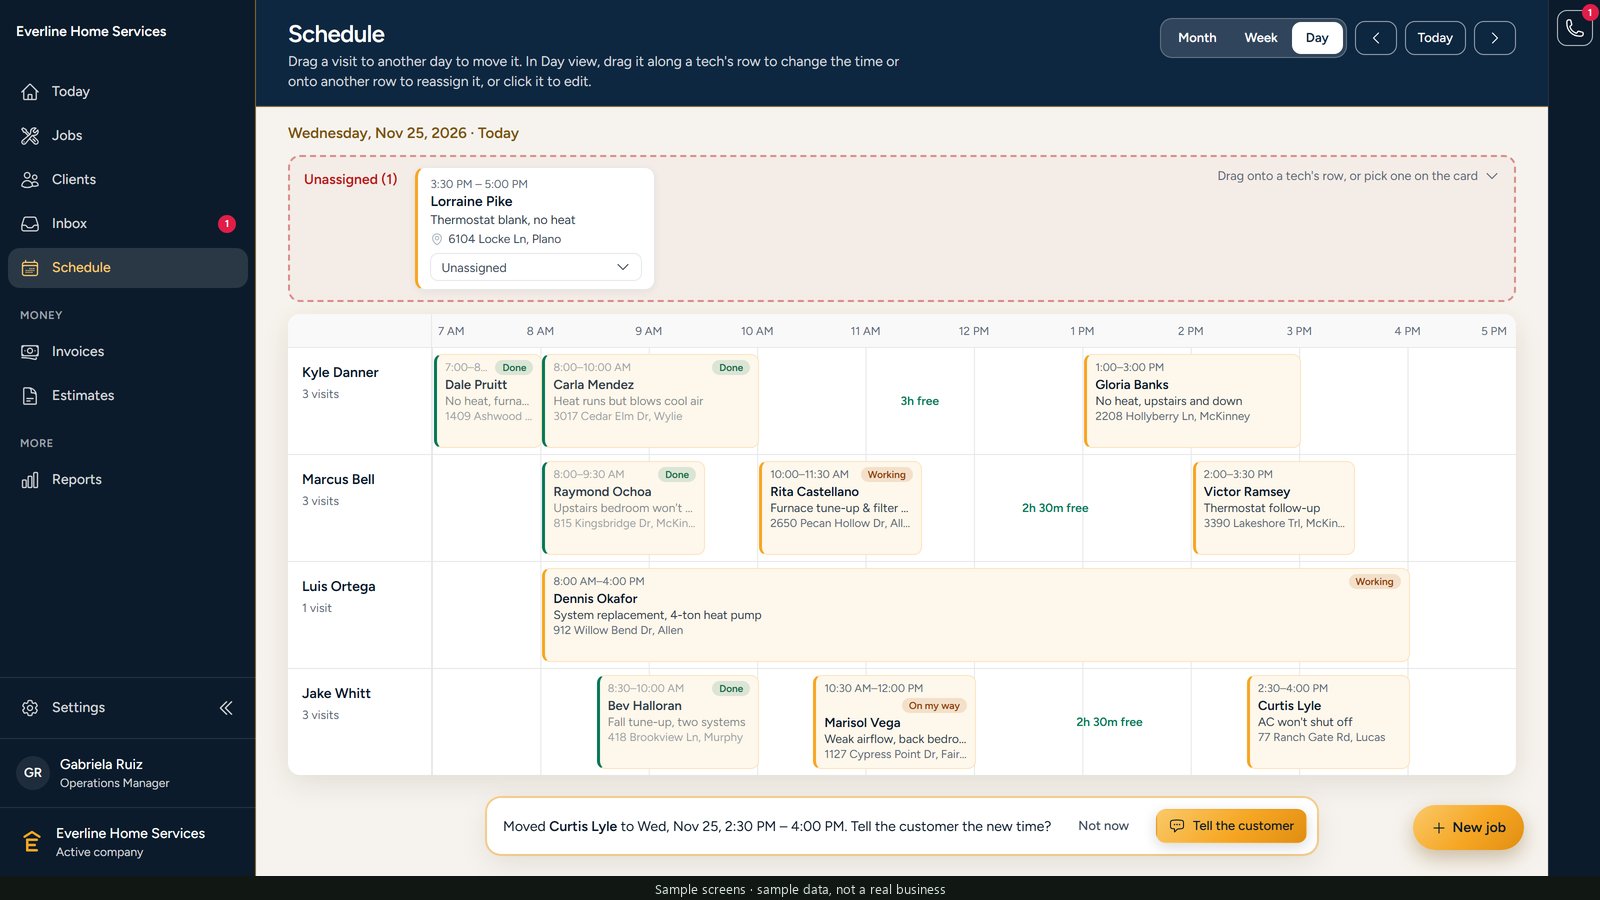 Everline Home Services
Today
Jobs
Clients
Inbox
1
Schedule
MONEY
Invoices
Estimates
MORE
Reports
Settings
GR
Gabriela Ruiz
Operations Manager
Everline Home Services
Active company
Schedule
Drag a visit to another day to move it. In Day view, drag it along a tech's row to change the time or
onto another row to reassign it, or click it to edit.
Month
Week
Day
Today
1
Wednesday, Nov 25, 2026 · Today
Unassigned (1)
3:30 PM – 5:00 PM
Lorraine Pike
Thermostat blank, no heat
6104 Locke Ln, Plano
Unassigned
Drag onto a tech's row, or pick one on the card
7 AM
8 AM
9 AM
10 AM
11 AM
12 PM
1 PM
2 PM
3 PM
4 PM
5 PM
Kyle Danner
3 visits
7:00–8...
Done
Dale Pruitt
No heat, furna...
1409 Ashwood ...
8:00–10:00 AM
Done
Carla Mendez
Heat runs but blows cool air
3017 Cedar Elm Dr, Wylie
3h free
1:00–3:00 PM
Gloria Banks
No heat, upstairs and down
2208 Hollyberry Ln, McKinney
Marcus Bell
3 visits
8:00–9:30 AM
Done
Raymond Ochoa
Upstairs bedroom won't ...
815 Kingsbridge Dr, McKin...
10:00–11:30 AM
Working
Rita Castellano
Furnace tune-up & filter ...
2650 Pecan Hollow Dr, All...
2h 30m free
2:00–3:30 PM
Victor Ramsey
Thermostat follow-up
3390 Lakeshore Trl, McKin...
Luis Ortega
1 visit
8:00 AM–4:00 PM
Working
Dennis Okafor
System replacement, 4-ton heat pump
912 Willow Bend Dr, Allen
Jake Whitt
3 visits
8:30–10:00 AM
Done
Bev Halloran
Fall tune-up, two systems
418 Brookview Ln, Murphy
10:30 AM–12:00 PM
On my way
Marisol Vega
Weak airflow, back bedro...
1127 Cypress Point Dr, Fair...
2h 30m free
2:30–4:00 PM
Curtis Lyle
AC won't shut off
77 Ranch Gate Rd, Lucas
Moved Curtis Lyle to Wed, Nov 25, 2:30 PM – 4:00 PM. Tell the customer the new time?
Not now
Tell the customer
+ New job
Sample screens · sample data, not a real business